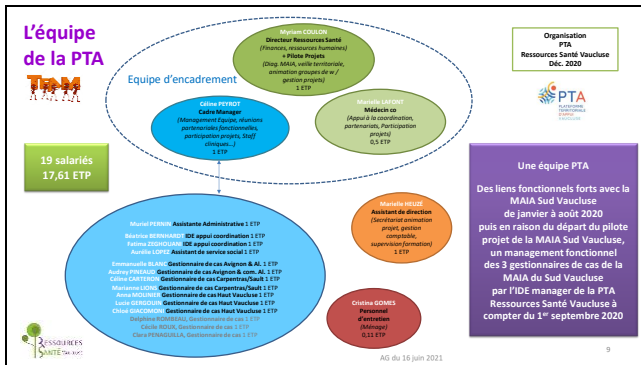 L'équipe
de la PTA
TEAM
19 salariés
17,61 ETP
Equipe d'encadrement
Myriam COULON
Directeur Ressources Santé
(Finances, ressources humaines)
+ Pilote Projets
(Diag. MAIA, veille territoriale,
animation groupes de w /
gestion projets)
1 ETP
Céline PEYROT
Cadre Manager
(Management Equipe, réunions
partenariales fonctionnelles,
participation projets, Staff
cliniques...)
1 ETP
Marielle LAFONT
Médecin co
(Appui à la coordination,
partenariats, Participation
projets)
0,5 ETP
Organisation
PTA
Ressources Santé Vaucluse
Déc. 2020
PTA
PLATEFORME
TERRITORIALE
D'APPUI
VAUCLUSE
Muriel PERNIN Assistante Administrative 1 ETP
Béatrice BERNHARDT IDE appui coordination 1 ETP
Fatima ZEGHOUANI IDE appui coordination 1 ETP
Aurélie LOPEZ Assistant de service social 1 ETP
Emmanuelle BLANC Gestionnaire de cas Avignon & Al. 1 ETP
Audrey PINEAUD Gestionnaire de cas Avignon & com. Al. 1 ETP
Céline CARTERON Gestionnaire de cas Carpentras/Sault 1 ETP
Marianne LIONS Gestionnaire de cas Carpentras/Sault 1 ETP
Anna MOUNIER Gestionnaire de cas Haut Vaucluse 1 ETP
Lucie GERGOUIN Gestionnaire de cas Haut Vaucluse 1 ETP
Chloé GIACOMONI Gestionnaire de cas Haut Vaucluse 1 ETP
Delphine ROMBEAU, Gestionnaire de cas 1 ETP
Cécile ROUX, Gestionnaire de cas 1 ETP
Clara PENAGUILLA, Gestionnaire de cas 1 ETP
Marielle HEUZÉ
Assistant de direction
(Secrétariat animation
projet, gestion
comptable,
supervision formation)
1 ETP
Cristina GOMES
Personnel
d'entretien
(Ménage)
0,11 ETP
Une équipe PTA
Des liens fonctionnels forts avec la
MAIA Sud Vaucluse
de janvier à août 2020
puis en raison du départ du pilote
projet de la MAIA Sud Vaucluse,
un management fonctionnel
des 3 gestionnaires de cas de la
MAIA du Sud Vaucluse
par l'IDE manager de la PTA
Ressources Santé Vaucluse à
compter du 1er septembre 2020
RESSOURCES
SANTÉ
AG du 16 juin 2021
9